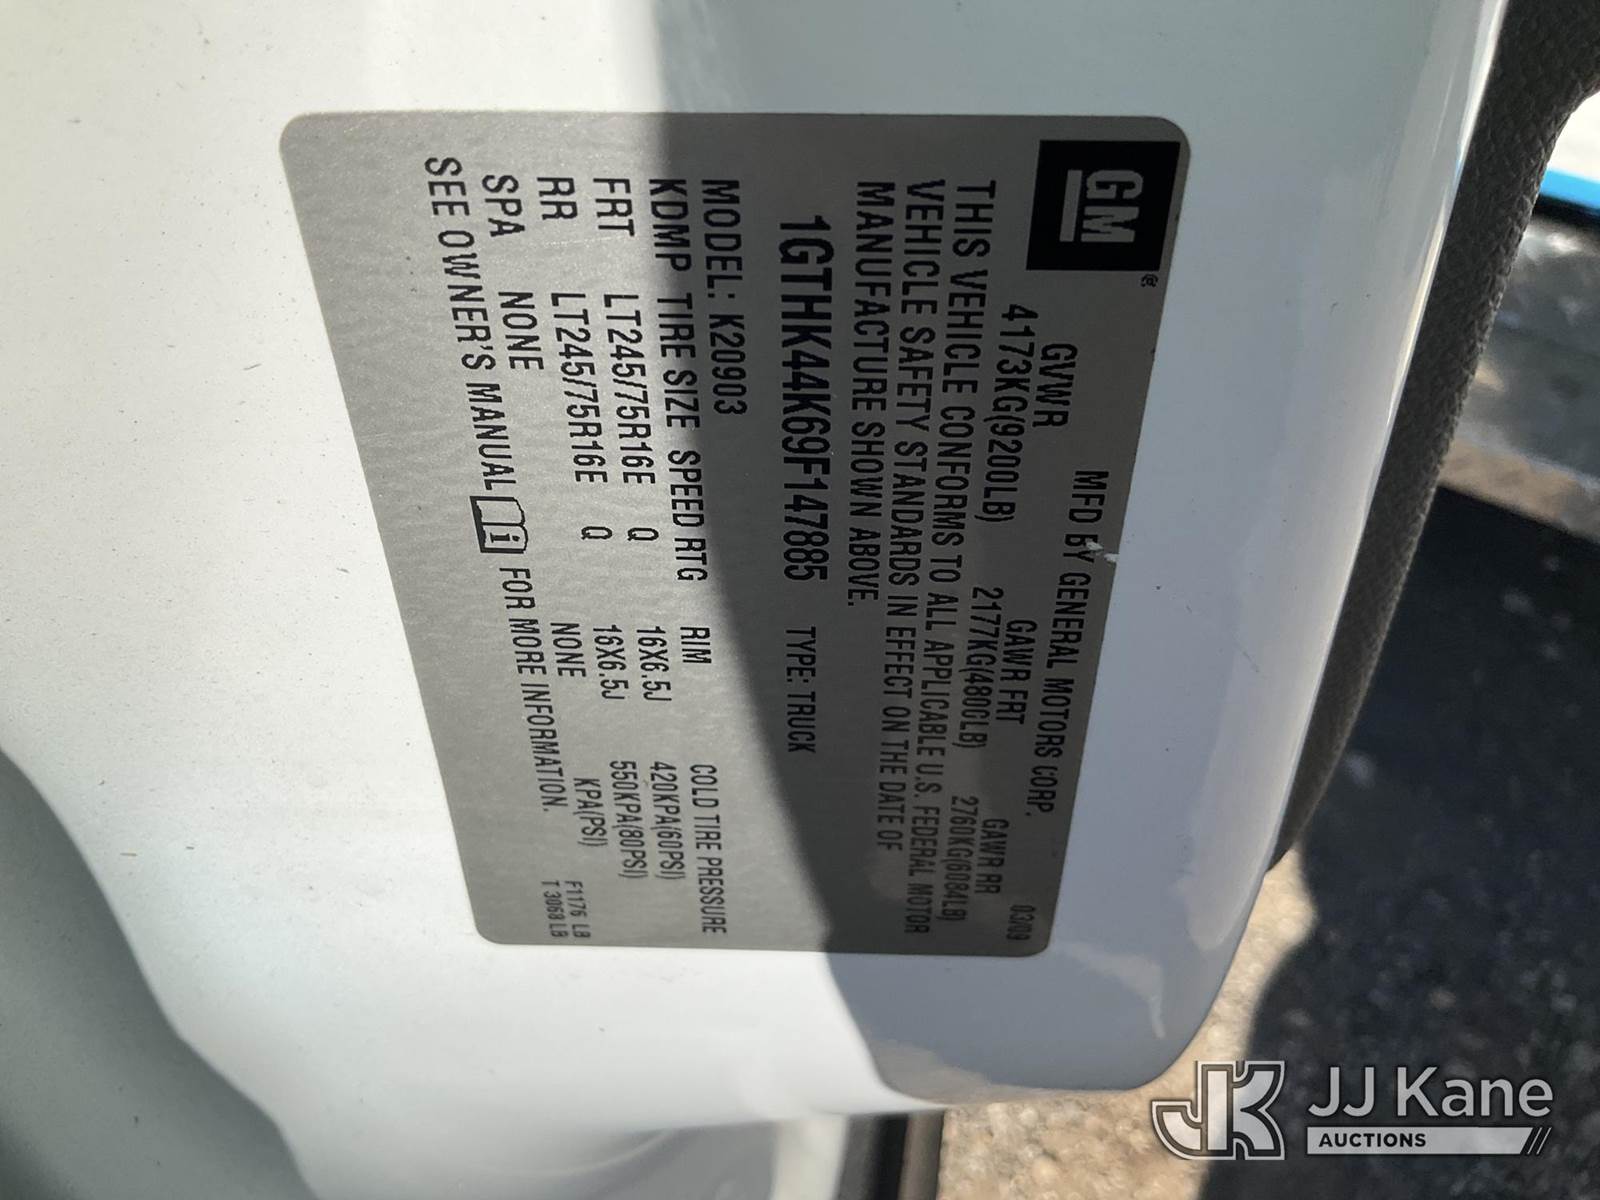 GM®
MFD BY GENERAL MOTORS CORP. 03/09
GVWR GAWR FRT GAWR RR
4173KG(9200LB) 2177KG(4800LB) 2760KG(6084LB)
THIS VEHICLE CONFORMS TO ALL APPLICABLE U.S. FEDERAL MOTOR
VEHICLE SAFETY STANDARDS IN EFFECT ON THE DATE OF
MANUFACTURE SHOWN ABOVE.
1GTHK44K69F147885 TYPE: TRUCK
MODEL: K20903
KDMP TIRE SIZE SPEED RTG RIM COLD TIRE PRESSURE
FRT LT245/75R16E Q 16X6.5J 420KPA(60PSI)
RR LT245/75R16E Q 16X6.5J 550KPA(80PSI)
SPA NONE NONE KPA(PSI) F1176 LB
SEE OWNER'S MANUAL i FOR MORE INFORMATION. T 3068 LB
JK JJ Kane
AUCTIONS